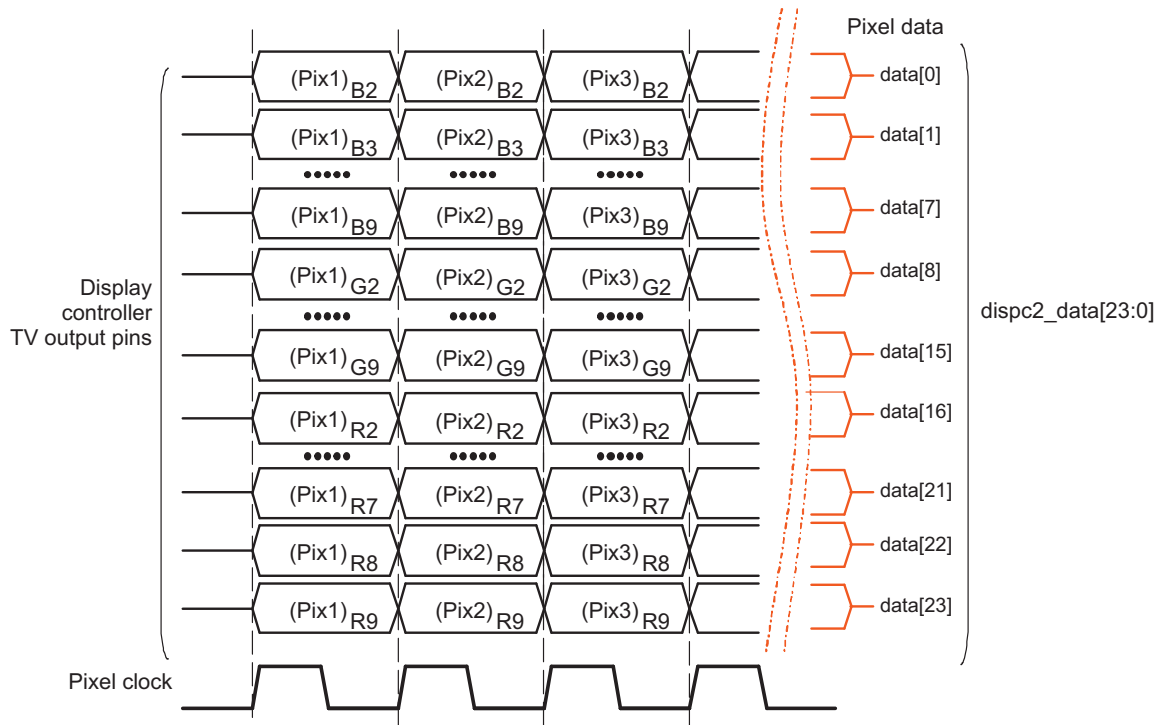 Pixel data
(Pix1)B2 (Pix2)B2 (Pix3)B2 data[0]
(Pix1)B3 (Pix2)B3 (Pix3)B3 data[1]
(Pix1)B9 (Pix2)B9 (Pix3)B9 data[7]
(Pix1)G2 (Pix2)G2 (Pix3)G2 data[8]
Display
controller
TV output pins
dispc2_data[23:0]
(Pix1)G9 (Pix2)G9 (Pix3)G9 data[15]
(Pix1)R2 (Pix2)R2 (Pix3)R2 data[16]
(Pix1)R7 (Pix2)R7 (Pix3)R7 data[21]
(Pix1)R8 (Pix2)R8 (Pix3)R8 data[22]
(Pix1)R9 (Pix2)R9 (Pix3)R9 data[23]
Pixel clock